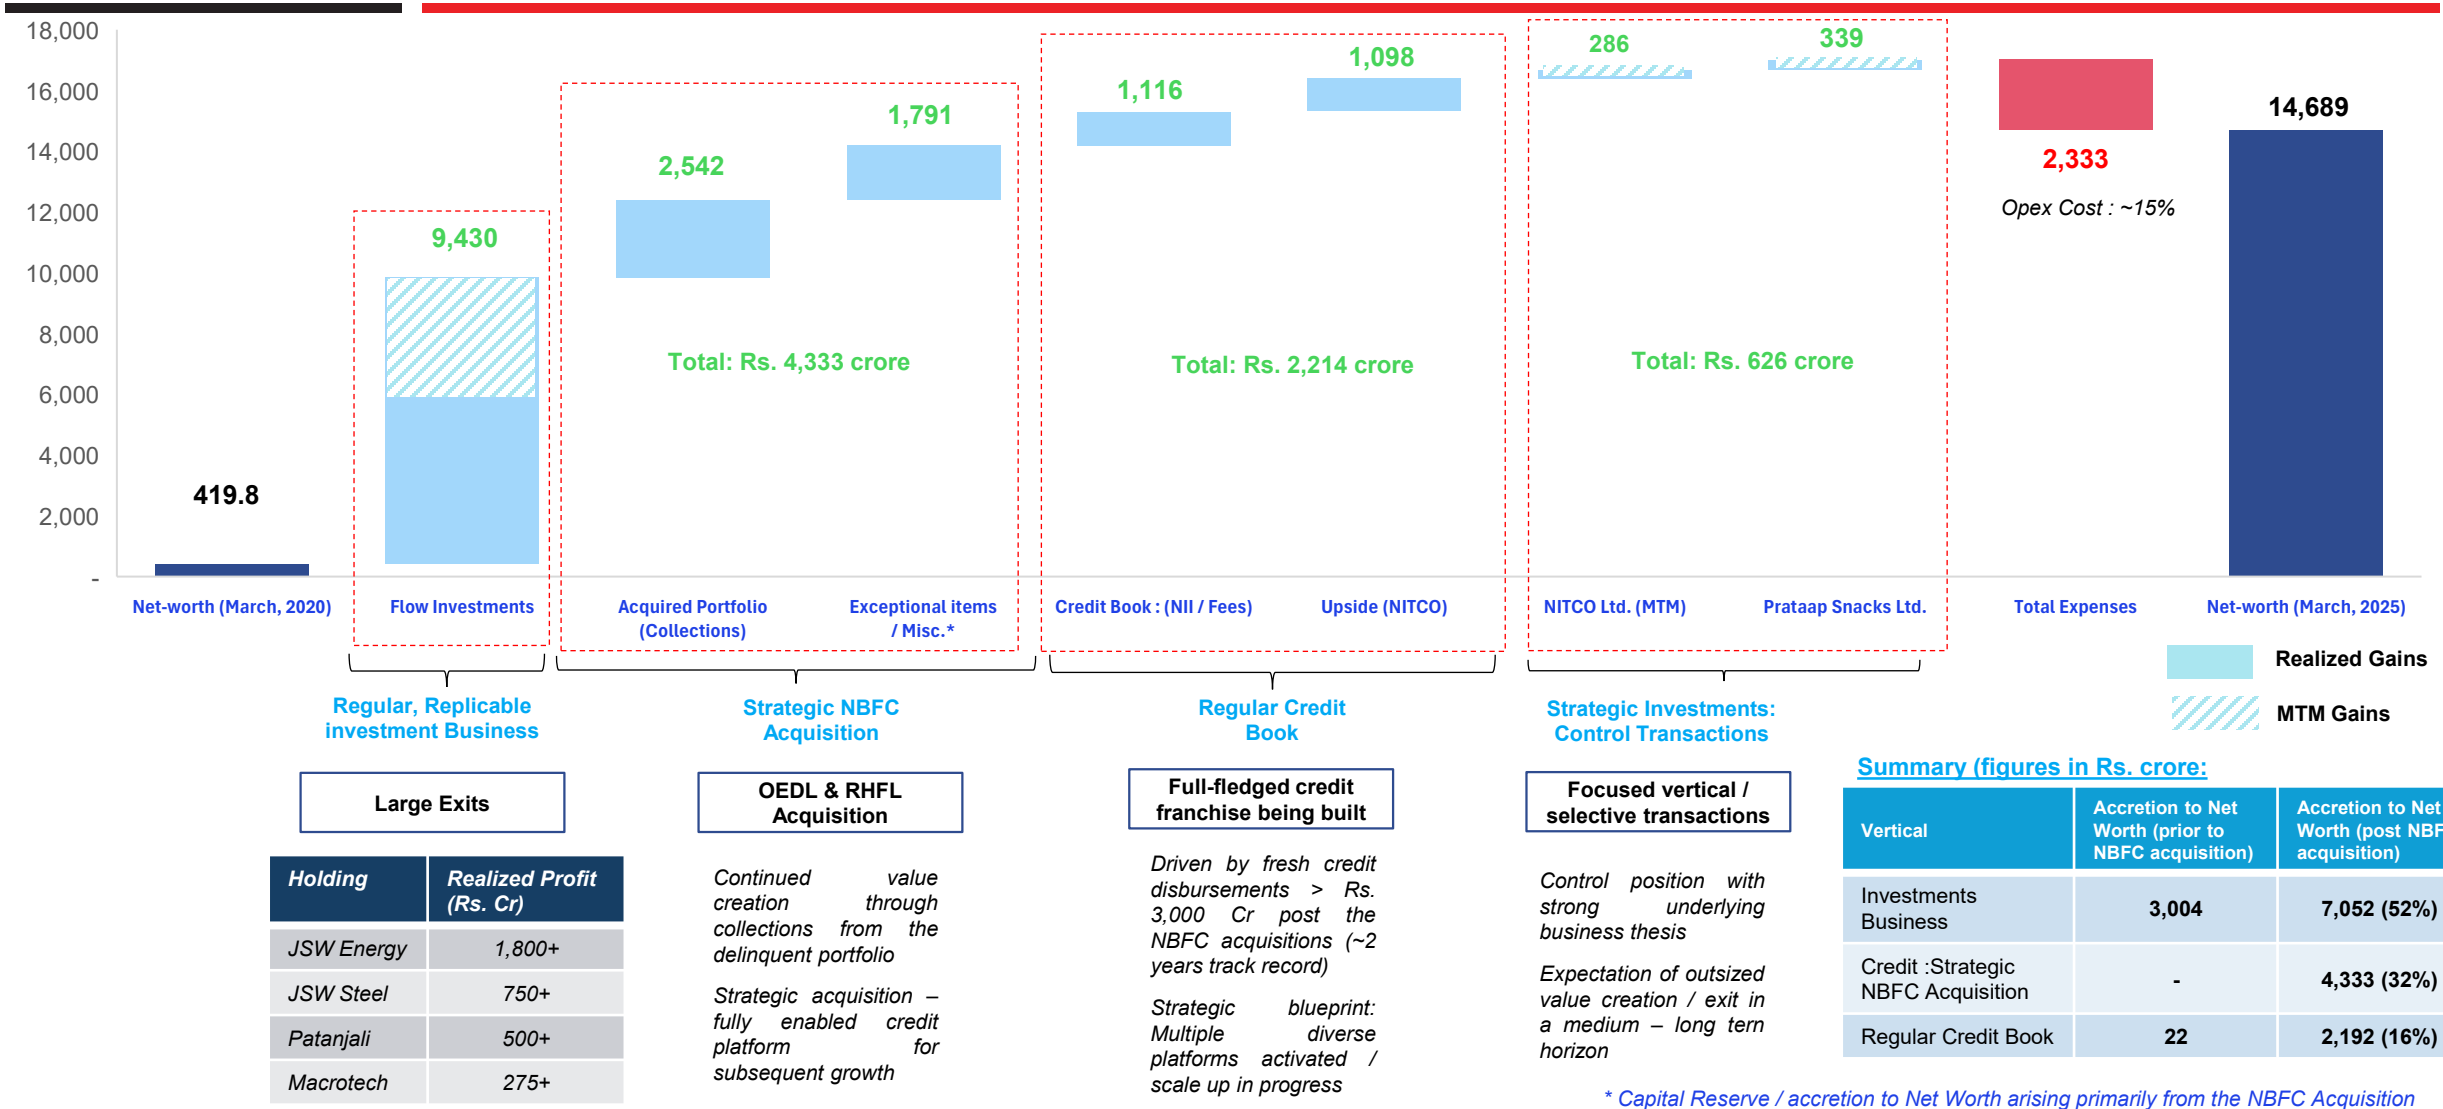 18,000
16,000
14,000
12,000
10,000
8,000
6,000
4,000
2,000
-
419.8
9,430
2,542
1,791
1,116
1,098
286
339
2,333
Opex Cost : ~15%
14,689
Total: Rs. 4,333 crore
Total: Rs. 2,214 crore
Total: Rs. 626 crore
Net-worth (March, 2020)
Flow Investments
Acquired Portfolio
(Collections)
Exceptional items
/ Misc.*
Credit Book : (NII / Fees)
Upside (NITCO)
NITCO Ltd. (MTM)
Prataap Snacks Ltd.
Total Expenses
Net-worth (March, 2025)
Realized Gains
MTM Gains
Regular, Replicable
investment Business
Strategic NBFC
Acquisition
Regular Credit
Book
Strategic Investments:
Control Transactions
Large Exits
OEDL & RHFL
Acquisition
Full-fledged credit
franchise being built
Focused vertical /
selective transactions
Holding
Realized Profit
(Rs. Cr)
JSW Energy
1,800+
JSW Steel
750+
Patanjali
500+
Macrotech
275+
Continued value
creation through
collections from the
delinquent portfolio
Strategic acquisition –
fully enabled credit
platform for
subsequent growth
Driven by fresh credit
disbursements > Rs.
3,000 Cr post the
NBFC acquisitions (~2
years track record)
Strategic blueprint:
Multiple diverse
platforms activated /
scale up in progress
Control position with
strong underlying
business thesis
Expectation of outsized
value creation / exit in
a medium – long tern
horizon
Summary (figures in Rs. crore:
Vertical
Accretion to Net
Worth (prior to
NBFC acquisition)
Accretion to Net
Worth (post NBF
acquisition)
Investments
Business
3,004
7,052 (52%)
Credit :Strategic
NBFC Acquisition
-
4,333 (32%)
Regular Credit Book
22
2,192 (16%)
* Capital Reserve / accretion to Net Worth arising primarily from the NBFC Acquisition